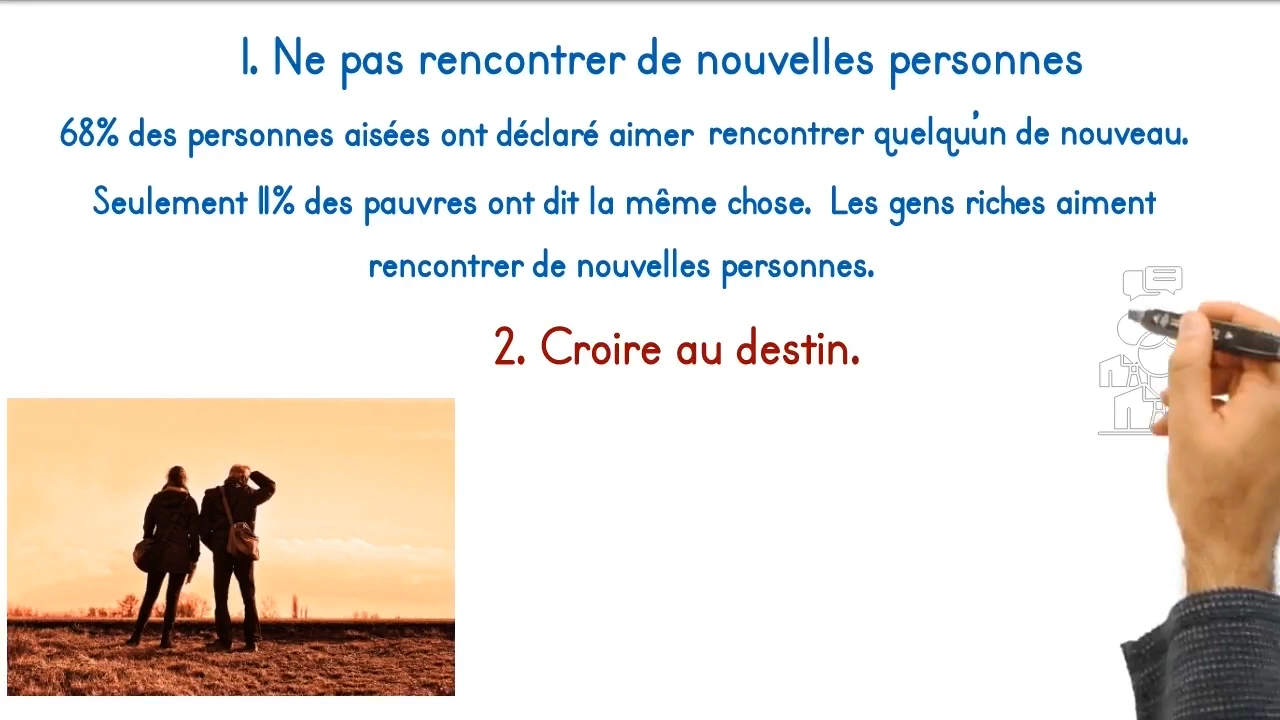 1. Ne pas rencontrer de nouvelles personnes
68% des personnes aisées ont déclaré aimer rencontrer quelqu'un de nouveau.
Seulement 11% des pauvres ont dit la même chose. Les gens riches aiment
rencontrer de nouvelles personnes.
2. Croire au destin.